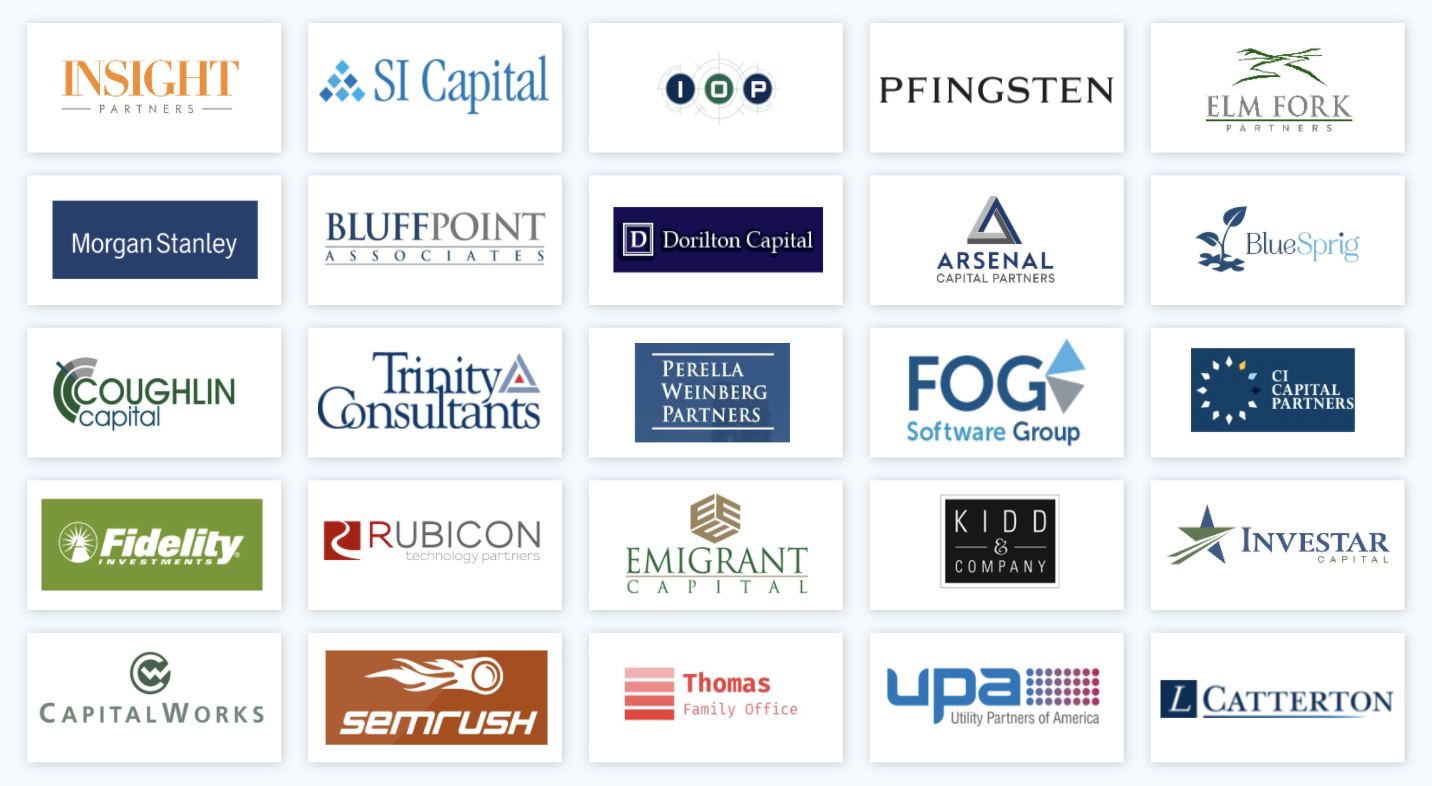 INSIGHT
PARTNERS
SI Capital
I O P
PFINGSTEN
ELM FORK
PARTNERS
Morgan Stanley
BLUFFPOINT
ASSOCIATES
D Dorilton Capital
ARSENAL
CAPITAL PARTNERS
BlueSprig
COUGHLIN
capital
Trinity
Consultants
PERELLA
WEINBERG
PARTNERS
FOG
Software Group
CI
CAPITAL
PARTNERS
Fidelity
INVESTMENTS
RUBICON
technology partners
EMIGRANT
CAPITAL
KIDD
&
COMPANY
INVESTAR
CAPITAL
CAPITALWORKS
semrush
Thomas
Family Office
upa
Utility Partners of America
L CATTERTON